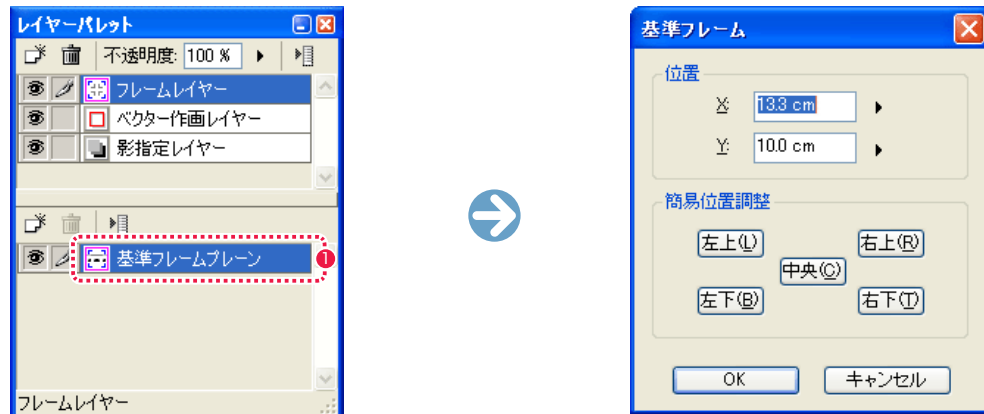 レイヤーパレット
不透明度: 100 %
フレームレイヤー
ベクター作画レイヤー
影指定レイヤー
基準フレームプレーン
1
フレームレイヤー
基準フレーム
位置
X: 13.3 cm
Y: 10.0 cm
簡易位置調整
左上(L) 右上(R)
中央(C)
左下(B) 右下(T)
OK キャンセル